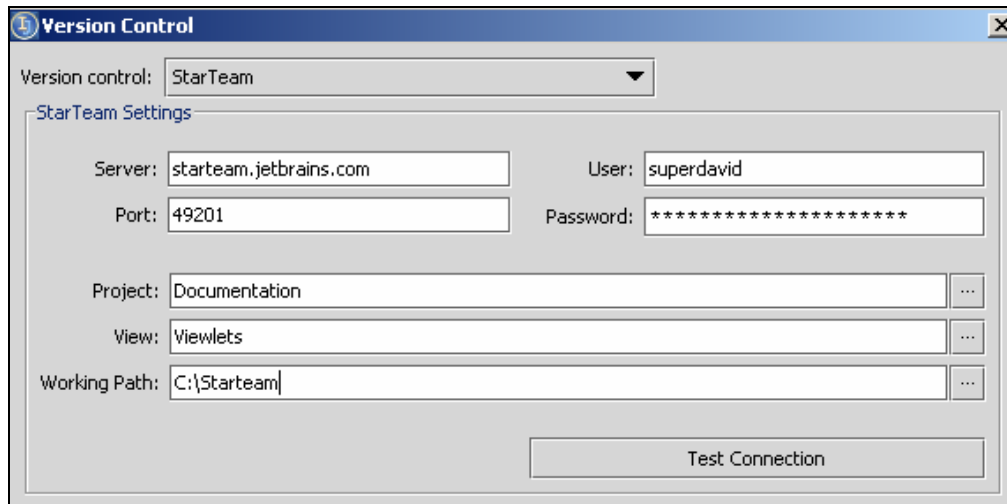 Version Control
Version control: StarTeam
StarTeam Settings
Server: starteam.jetbrains.com User: superdavid
Port: 49201 Password: *********************
Project: Documentation ...
View: Viewlets ...
Working Path: C:\Starteam ...
Test Connection